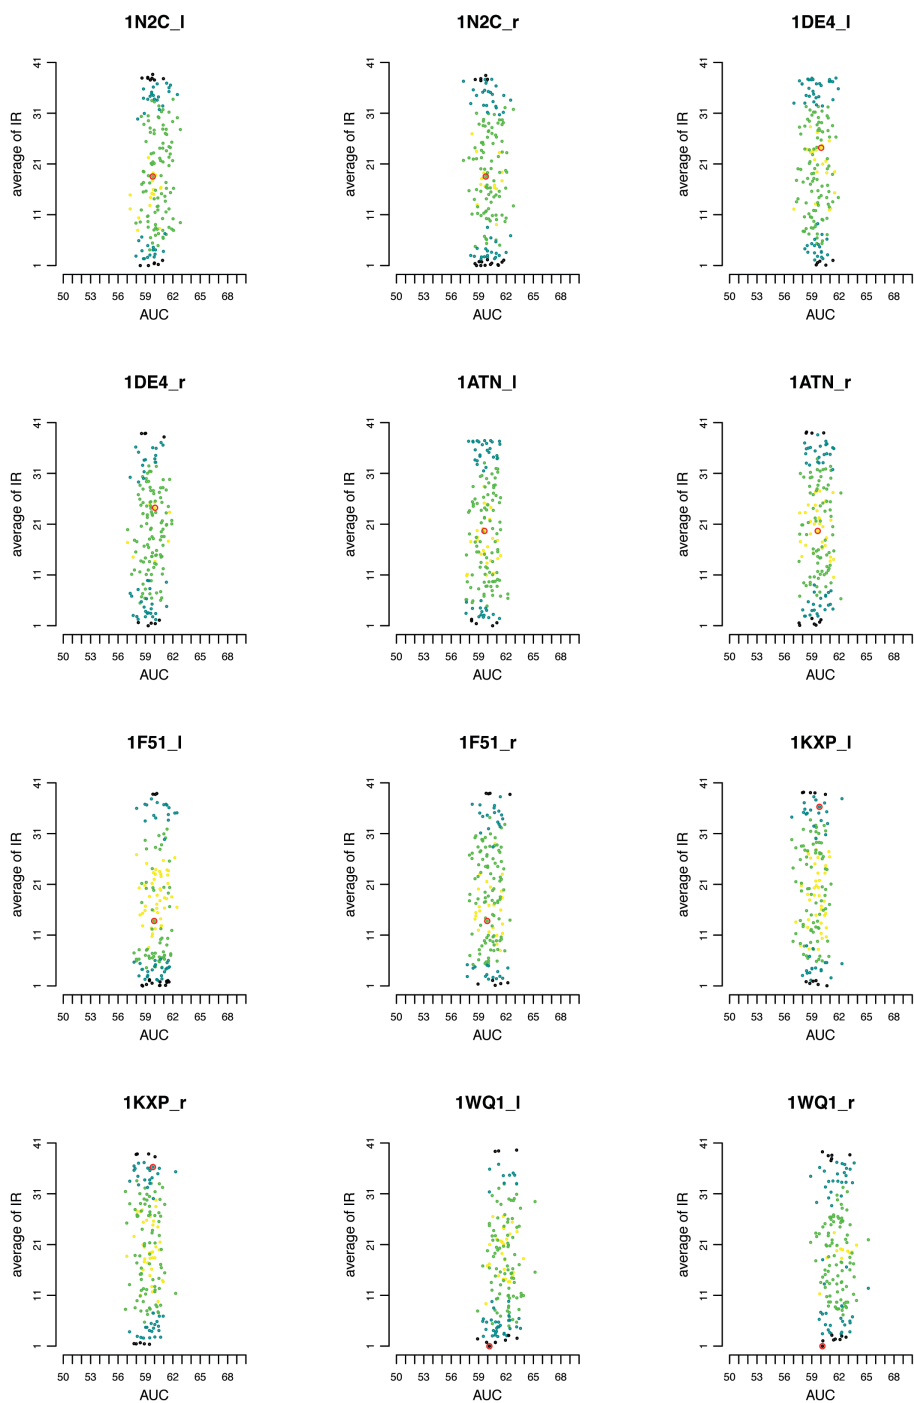 1N2C_l 1N2C_r 1DE4_l
average of IR 1 11 21 31 41 average of IR 1 11 21 31 41 average of IR 1 11 21 31 41
50 53 56 59 62 65 68 50 53 56 59 62 65 68 50 53 56 59 62 65 68
AUC AUC AUC
1DE4_r 1ATN_l 1ATN_r
average of IR 1 11 21 31 41 average of IR 1 11 21 31 41 average of IR 1 11 21 31 41
50 53 56 59 62 65 68 50 53 56 59 62 65 68 50 53 56 59 62 65 68
AUC AUC AUC
1F51_l 1F51_r 1KXP_l
average of IR 1 11 21 31 41 average of IR 1 11 21 31 41 average of IR 1 11 21 31 41
50 53 56 59 62 65 68 50 53 56 59 62 65 68 50 53 56 59 62 65 68
AUC AUC AUC
1KXP_r 1WQ1_l 1WQ1_r
average of IR 1 11 21 31 41 average of IR 1 11 21 31 41 average of IR 1 11 21 31 41
50 53 56 59 62 65 68 50 53 56 59 62 65 68 50 53 56 59 62 65 68
AUC AUC AUC